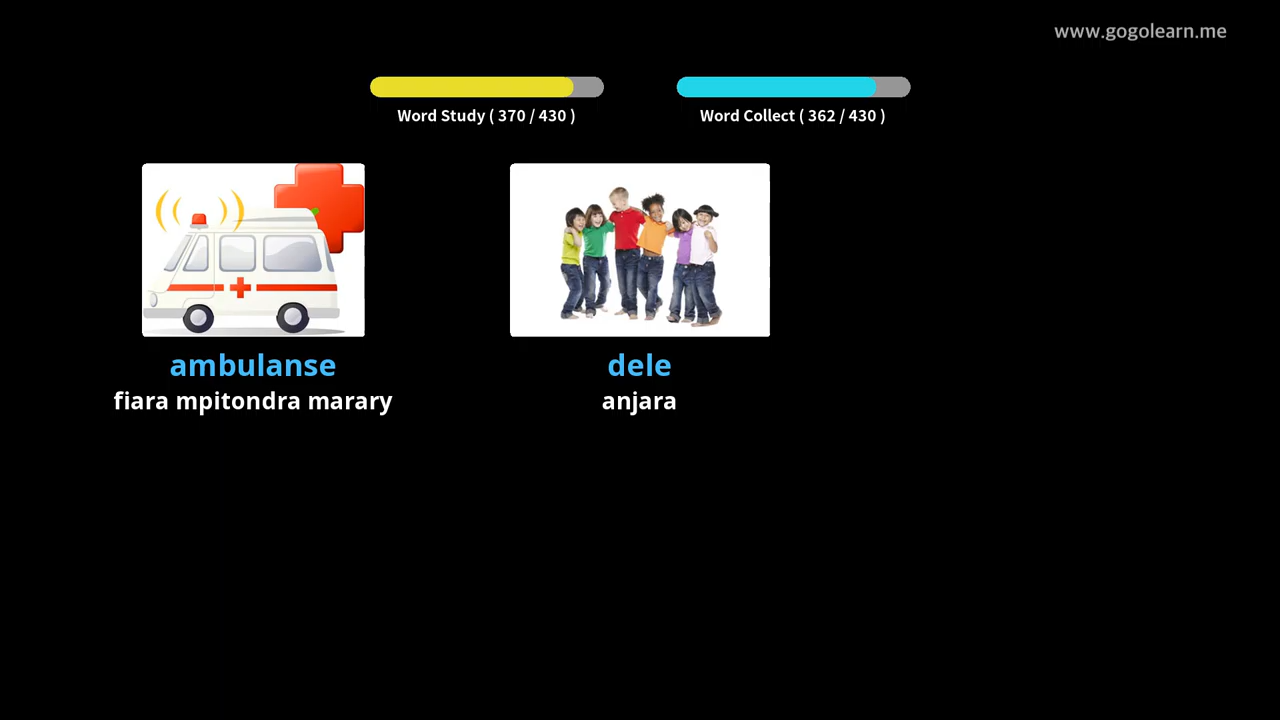 www.gogolearn.me
Word Study ( 370 / 430 )
Word Collect ( 362 / 430 )
ambulanse
fiara mpitondra marary
dele
anjara